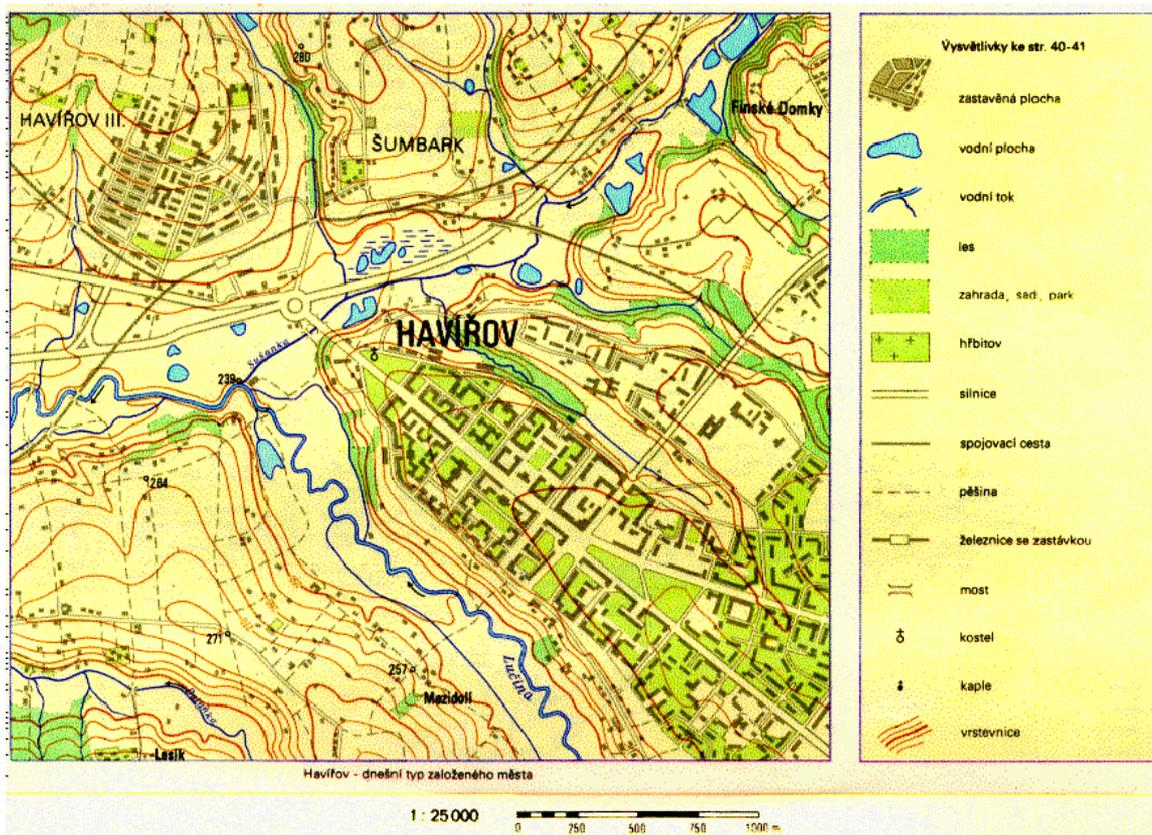 280
HAVÍŘOV III.
ŠUMBARK
Finské Domky
HAVÍŘOV
Sušanka
239
264
271
257
Mezidolí
Lučina
Lesík
Havířov - dnešní typ založeného města
1 : 25 000
0 250 500 750 1000 m
Vysvětlivky ke str. 40-41
zastavěná plocha
vodní plocha
vodní tok
les
zahrada, sad, park
hřbitov
silnice
spojovací cesta
pěšina
železnice se zastávkou
most
kostel
kaple
vrstevnice